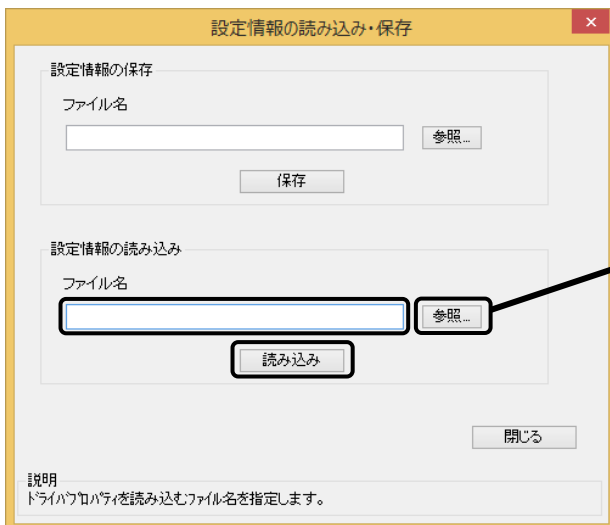 設定情報の読み込み・保存
設定情報の保存
ファイル名
参照...
保存
設定情報の読み込み
ファイル名
参照...
読み込み
閉じる
説明
ﾄﾞﾗｲﾊﾞﾌﾟﾛﾊﾟﾃｨを読み込むファイル名を指定します。